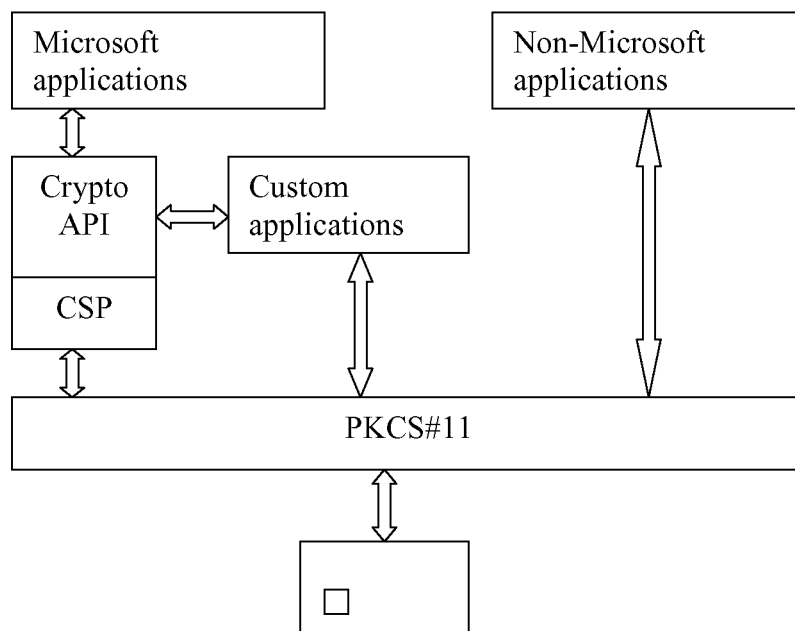 Microsoft
applications
Non-Microsoft
applications
Crypto
API
Custom
applications
CSP
PKCS#11